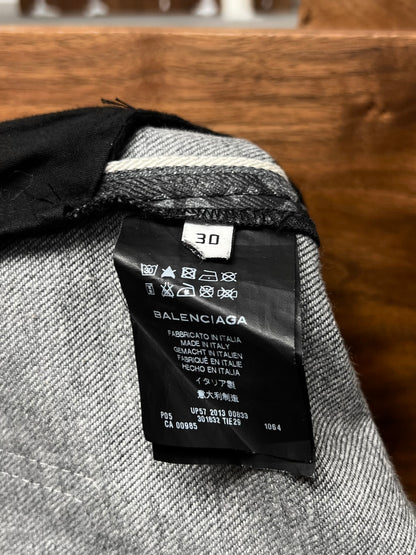 30
BALENCIAGA
FABBRICATO IN ITALIA
MADE IN ITALY
GEMACHT IN ITALIEN
FABRIQUÉ EN ITALIE
HECHO EN ITALIA
イタリア製
意大利制造
P05 UP57 2013 00833
301832 TIE29
CA 00985 1064